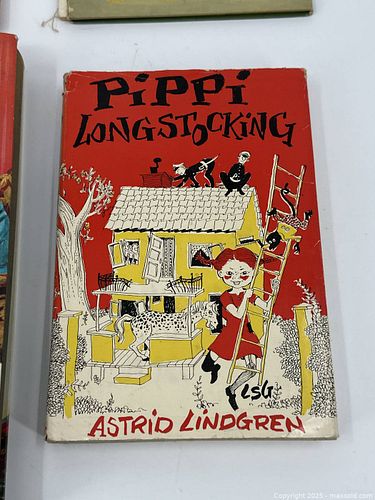 PiPPi
LONGSTOCKiNG
LSG
ASTRiD LiNDGREN
Copyright 2025 - maxsold.com